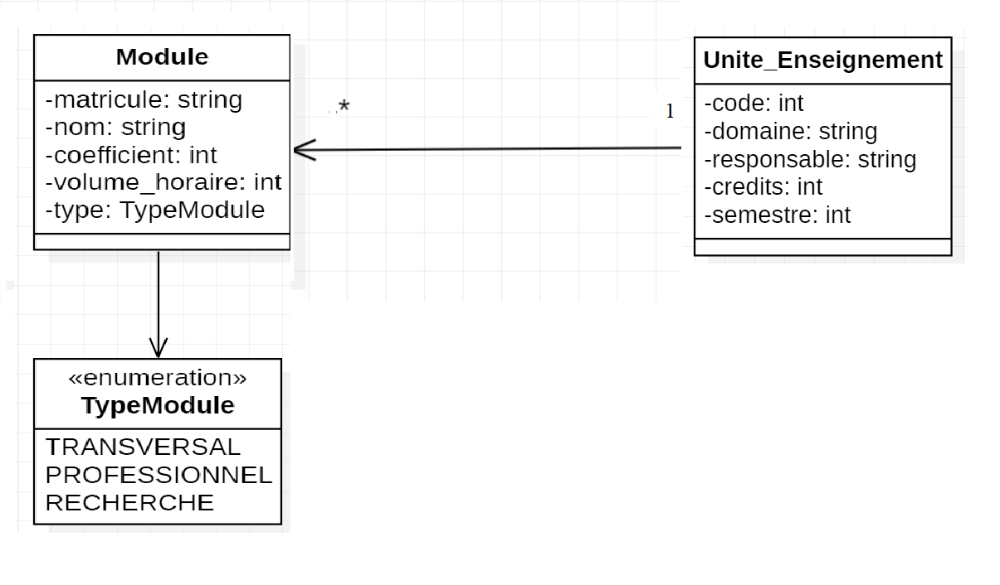 Module
-matricule: string
-nom: string
-coefficient: int
-volume_horaire: int
-type: TypeModule
*
1
Unite_Enseignement
-code: int
-domaine: string
-responsable: string
-credits: int
-semestre: int
«enumeration»
TypeModule
TRANSVERSAL
PROFESSIONNEL
RECHERCHE